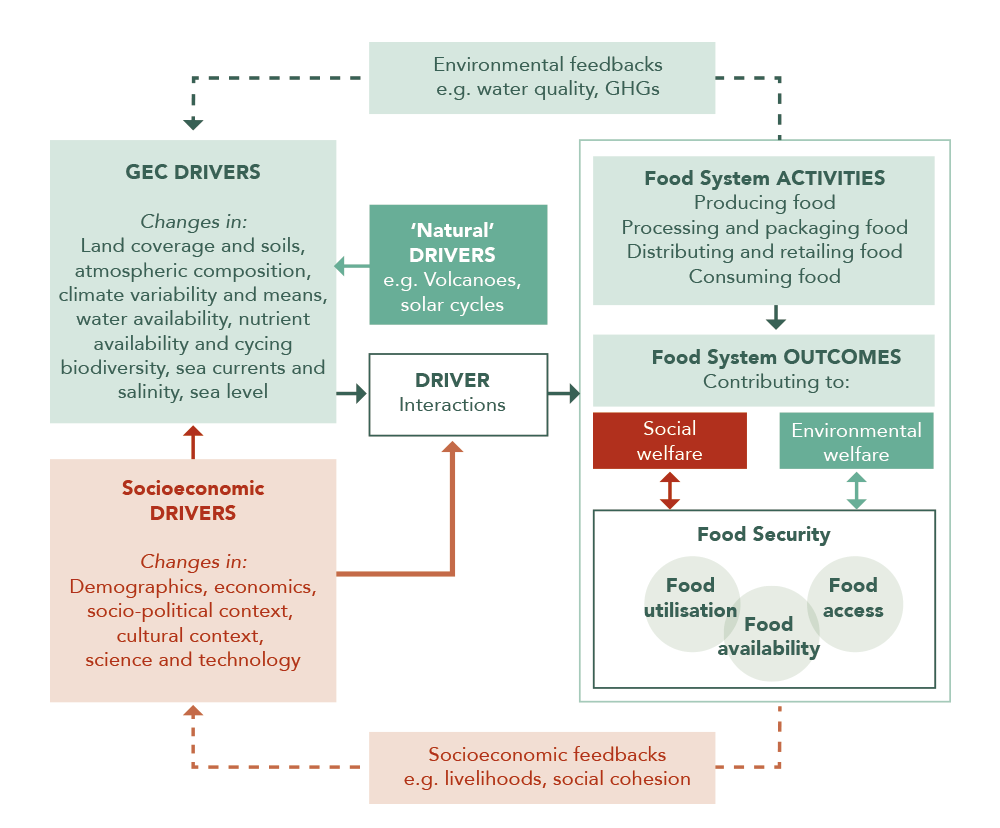 Environmental feedbacks
e.g. water quality, GHGs
GEC DRIVERS
Changes in:
Land coverage and soils,
atmospheric composition,
climate variability and means,
water availability, nutrient
availability and cycing
biodiversity, sea currents and
salinity, sea level
‘Natural’
DRIVERS
e.g. Volcanoes,
solar cycles
DRIVER
Interactions
Socioeconomic
DRIVERS
Changes in:
Demographics, economics,
socio-political context,
cultural context,
science and technology
Food System ACTIVITIES
Producing food
Processing and packaging food
Distributing and retailing food
Consuming food
Food System OUTCOMES
Contributing to:
Social
welfare
Environmental
welfare
Food Security
Food
utilisation
Food
availability
Food
access
Socioeconomic feedbacks
e.g. livelihoods, social cohesion